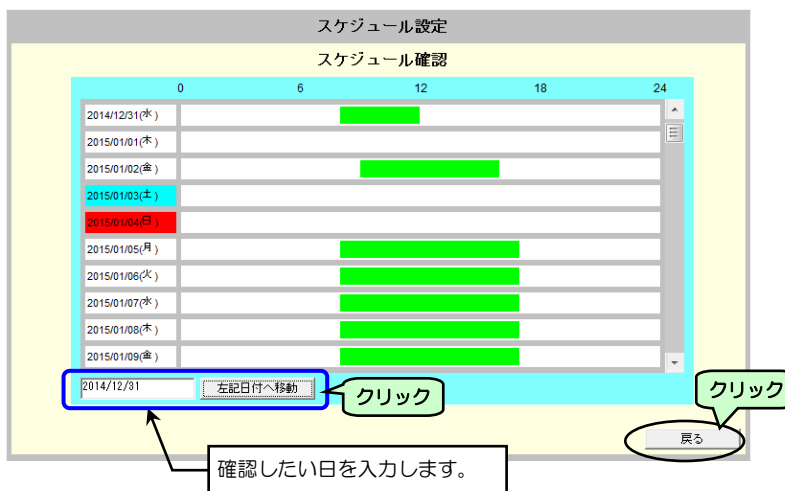 スケジュール設定
スケジュール確認
0 6 12 18 24
2014/12/31(水)
2015/01/01(木)
2015/01/02(金)
2015/01/03(土)
2015/01/04(日)
2015/01/05(月)
2015/01/06(火)
2015/01/07(水)
2015/01/08(木)
2015/01/09(金)
2014/12/31 左記日付へ移動 クリック
クリック
戻る
確認したい日を入力します。